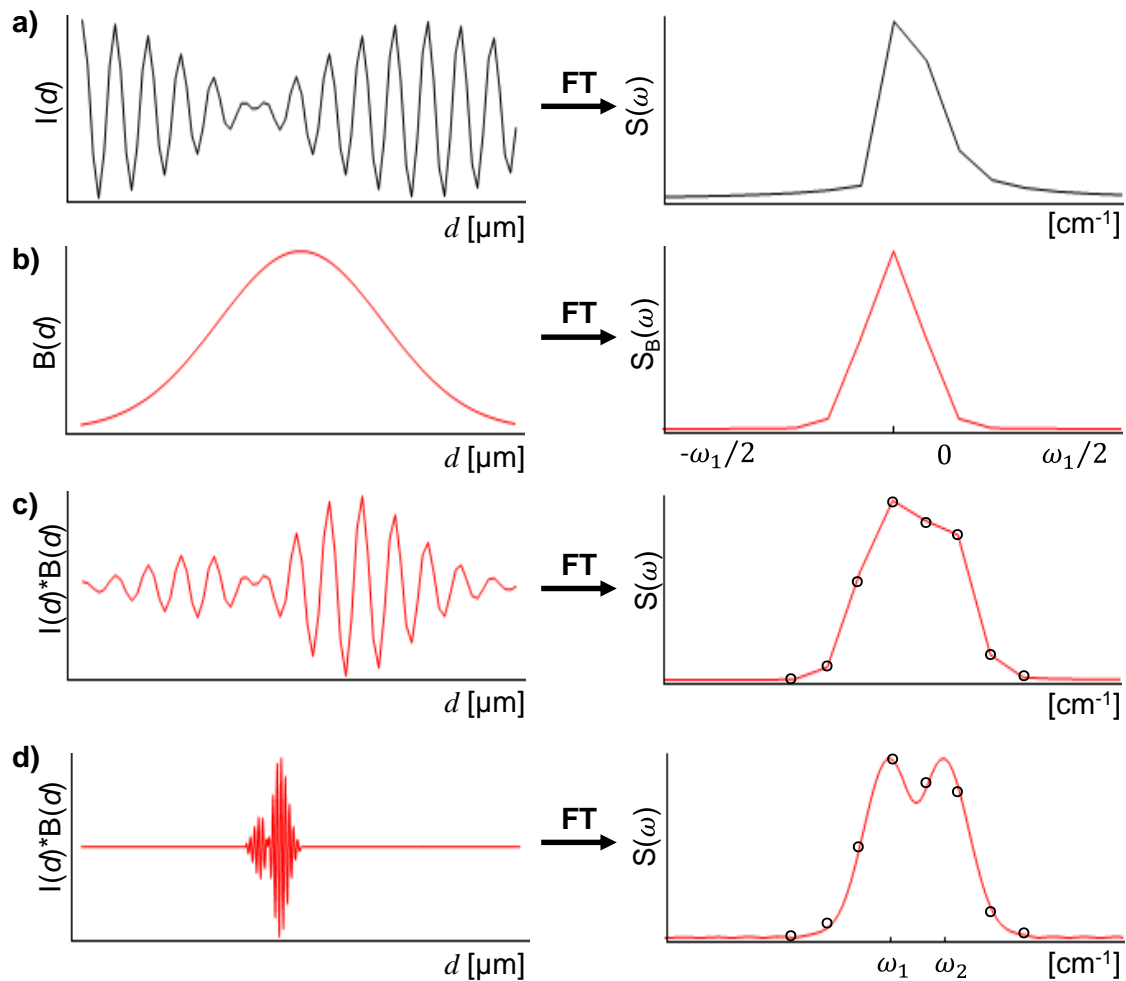 a)
I(d)
d [µm]
FT
S(ω)
[cm⁻¹]
b)
B(d)
d [µm]
FT
S_B(ω)
-ω₁/2
0
ω₁/2
c)
I(d)*B(d)
d [µm]
FT
S(ω)
[cm⁻¹]
d)
I(d)*B(d)
d [µm]
FT
S(ω)
ω₁
ω₂
[cm⁻¹]